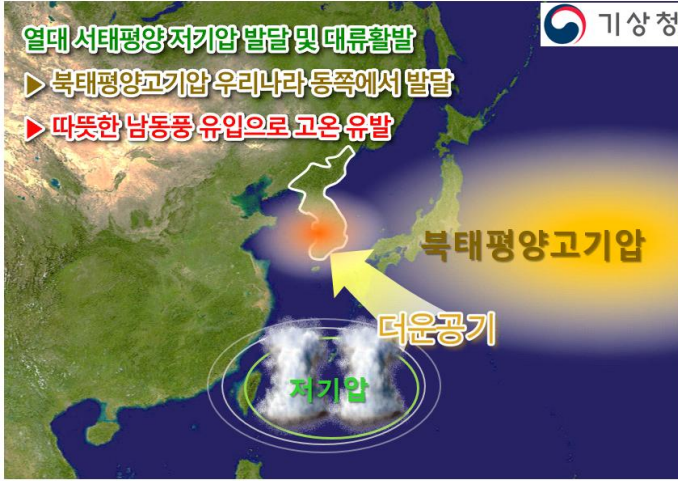 기상청
열대 서태평양 저기압 발달 및 대류활발
▶ 북태평양고기압 우리나라 동쪽에서 발달
▶ 따뜻한 남동풍 유입으로 고온 유발
북태평양고기압
더운공기
저기압